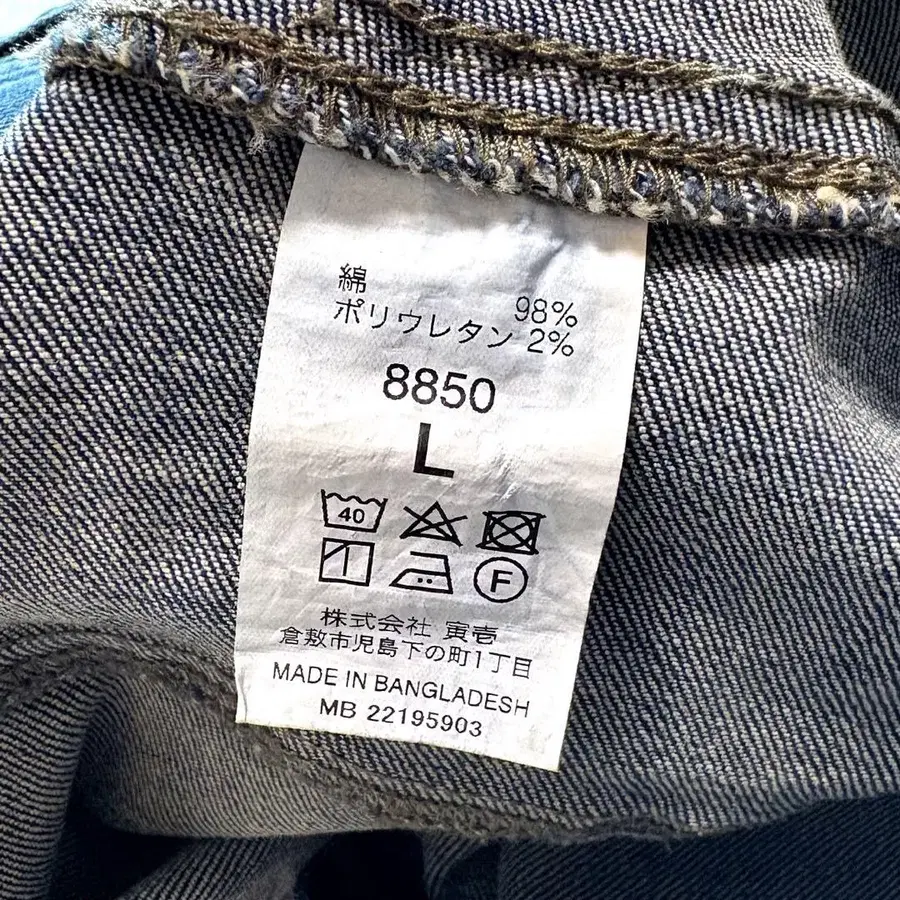 綿 98%
ポリウレタン 2%
8850
L
40
F
株式会社 寅壱
倉敷市児島下の町1丁目
MADE IN BANGLADESH
MB 22195903